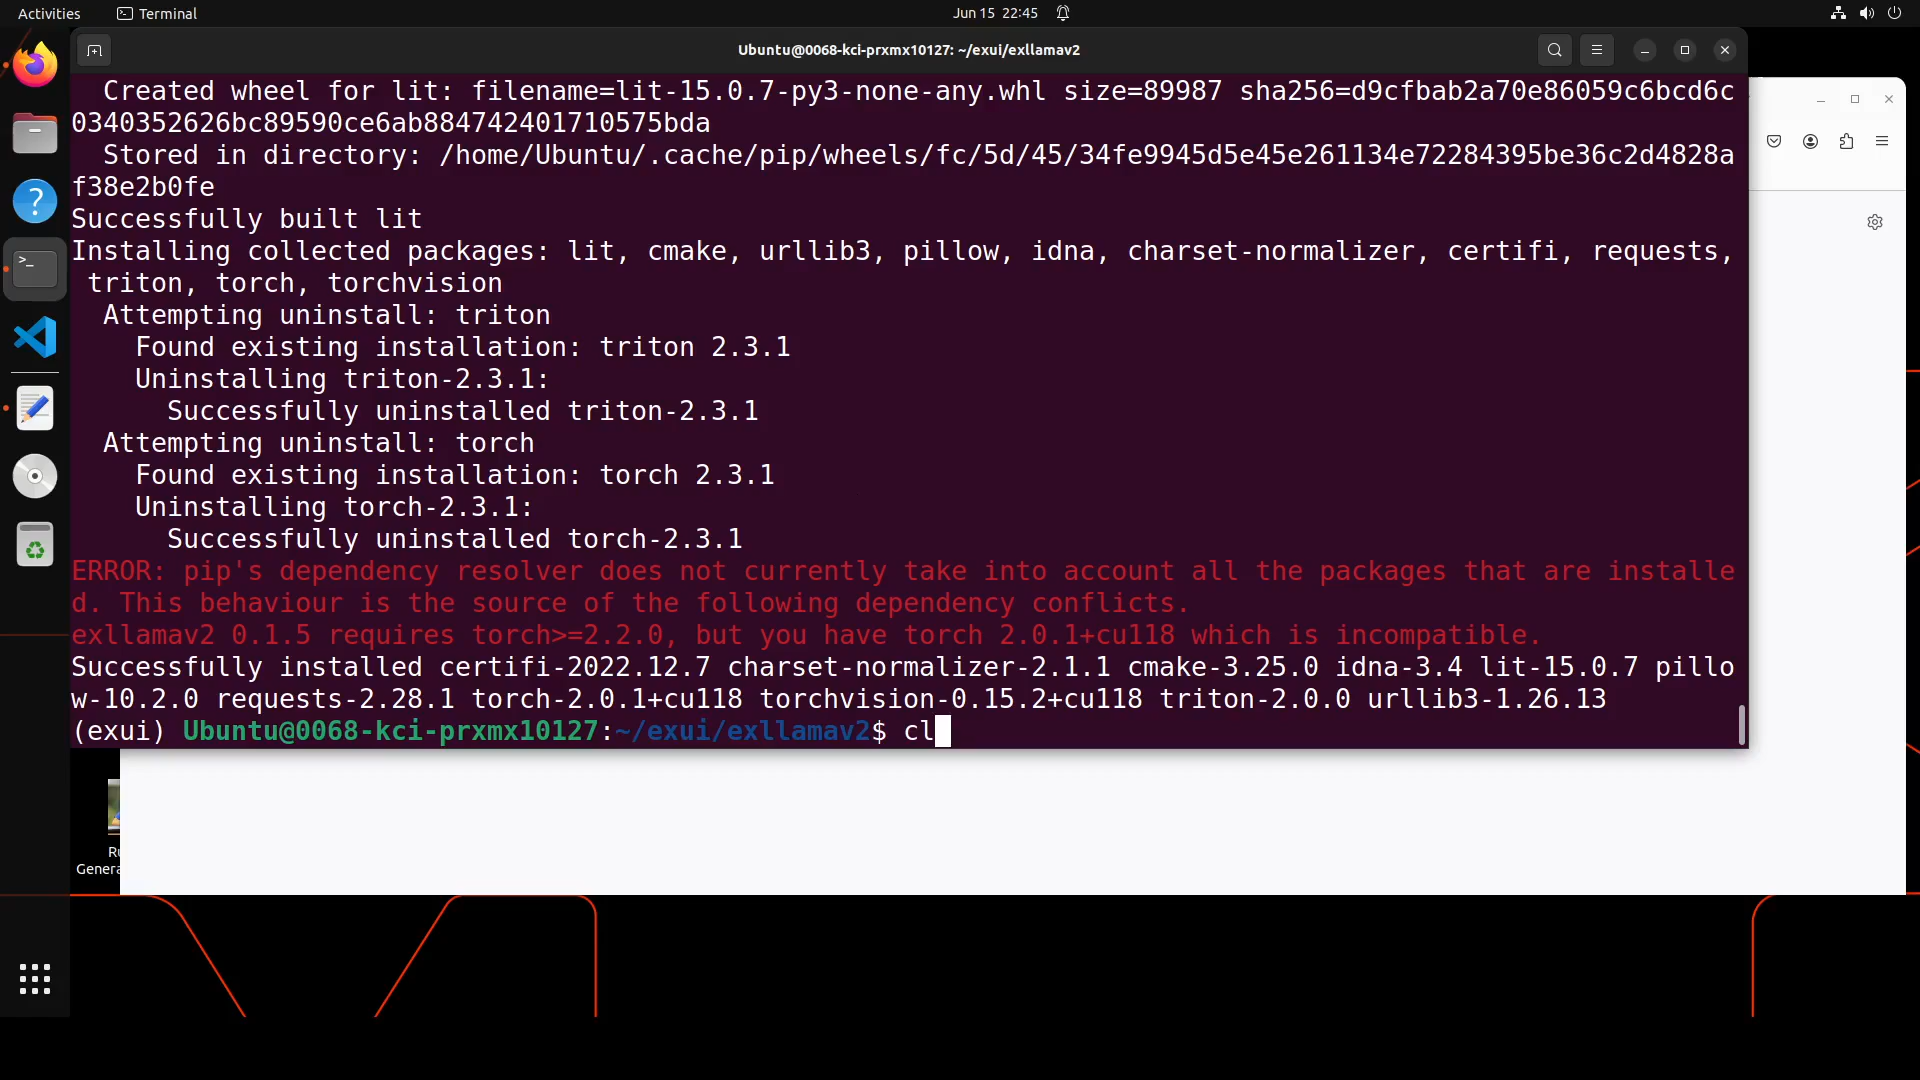 Activities
Terminal
Jun 15 22:45
Ubuntu@0068-kci-prxmx10127: ~/exui/exllamav2
Created wheel for lit: filename=lit-15.0.7-py3-none-any.whl size=89987 sha256=d9cfbab2a70e86059c6bcd6c
0340352626bc89590ce6ab884742401710575bda
Stored in directory: /home/Ubuntu/.cache/pip/wheels/fc/5d/45/34fe9945d5e45e261134e72284395be36c2d4828a
f38e2b0fe
Successfully built lit
Installing collected packages: lit, cmake, urllib3, pillow, idna, charset-normalizer, certifi, requests,
triton, torch, torchvision
Attempting uninstall: triton
Found existing installation: triton 2.3.1
Uninstalling triton-2.3.1:
Successfully uninstalled triton-2.3.1
Attempting uninstall: torch
Found existing installation: torch 2.3.1
Uninstalling torch-2.3.1:
Successfully uninstalled torch-2.3.1
ERROR: pip's dependency resolver does not currently take into account all the packages that are installe
d. This behaviour is the source of the following dependency conflicts.
exllamav2 0.1.5 requires torch>=2.2.0, but you have torch 2.0.1+cu118 which is incompatible.
Successfully installed certifi-2022.12.7 charset-normalizer-2.1.1 cmake-3.25.0 idna-3.4 lit-15.0.7 pillo
w-10.2.0 requests-2.28.1 torch-2.0.1+cu118 torchvision-0.15.2+cu118 triton-2.0.0 urllib3-1.26.13
(exui) Ubuntu@0068-kci-prxmx10127:~/exui/exllamav2$ cl
Ru
Genera